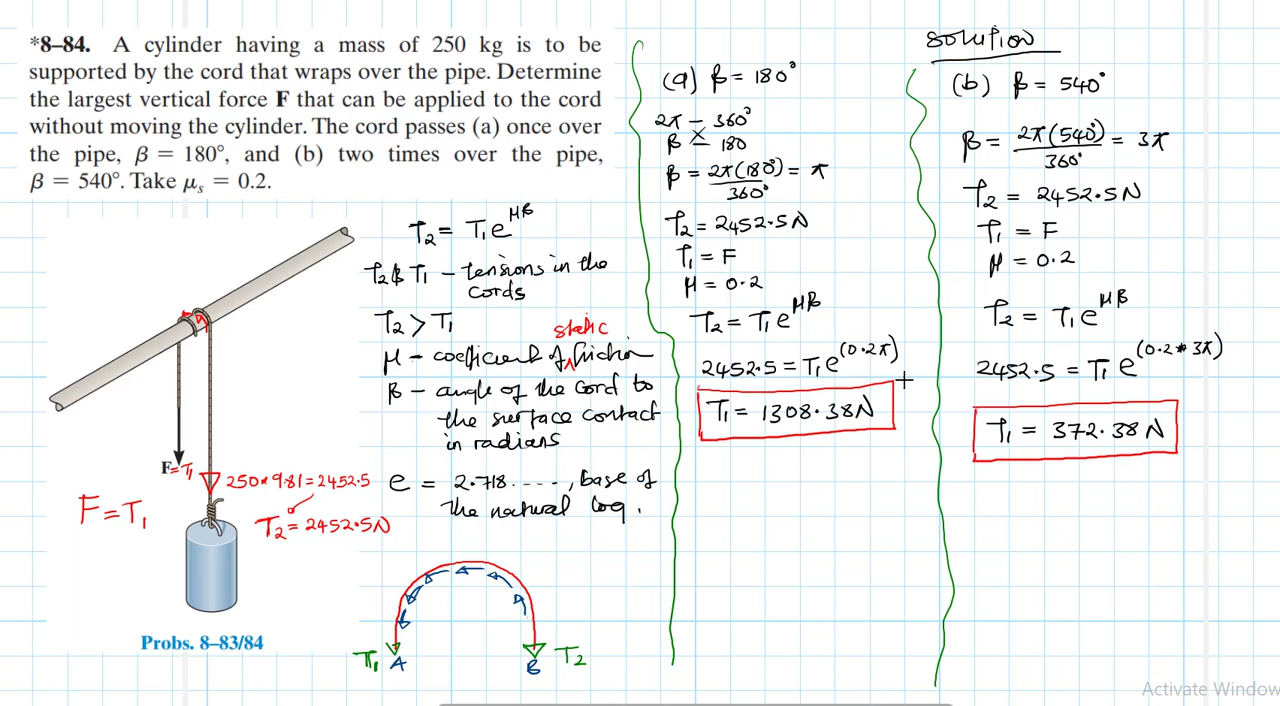 *8–84. A cylinder having a mass of 250 kg is to be
supported by the cord that wraps over the pipe. Determine
the largest vertical force F that can be applied to the cord
without moving the cylinder. The cord passes (a) once over
the pipe, β = 180°, and (b) two times over the pipe,
β = 540°. Take μs = 0.2.
F=T1
250*9.81=2452.5
F=T1
T2=2452.5N
Probs. 8–83/84
T2 = T1e^μβ
T2 & T1 – tensions in the
cords
T2 > T1
static
μ – coefficient of friction
β – angle of the cord to
the surface contact
in radians
e = 2.718...., base of
the natural log.
T1 A
B T2
solution
(a) β = 180°
2π – 360°
β – 180
β = 2π(180°)/360° = π
T2 = 2452.5N
T1 = F
μ = 0.2
T2 = T1e^μβ
2452.5 = T1e^(0.2π)
T1 = 1308.38N
(b) β = 540°
β = 2π(540°)/360° = 3π
T2 = 2452.5N
T1 = F
μ = 0.2
T2 = T1e^μβ
2452.5 = T1e^(0.2*3π)
T1 = 372.38N
Activate Window